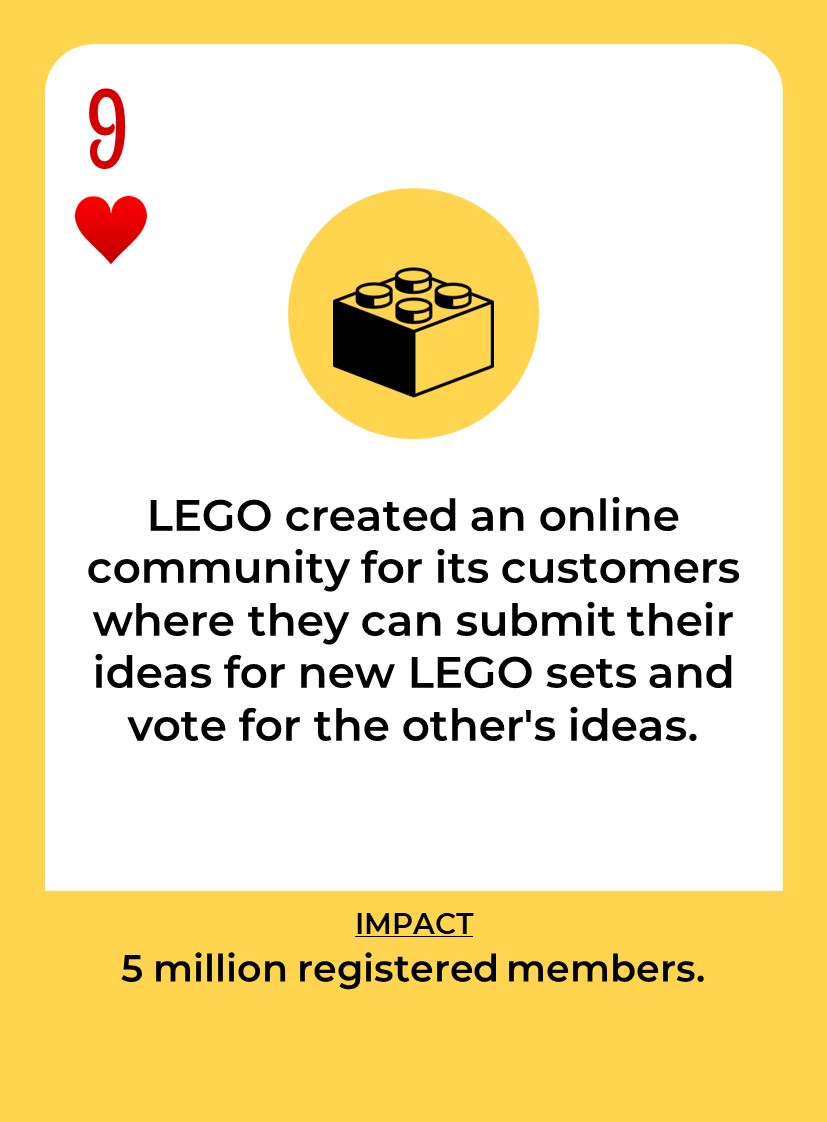 9
LEGO created an online
community for its customers
where they can submit their
ideas for new LEGO sets and
vote for the other's ideas.
IMPACT
5 million registered members.